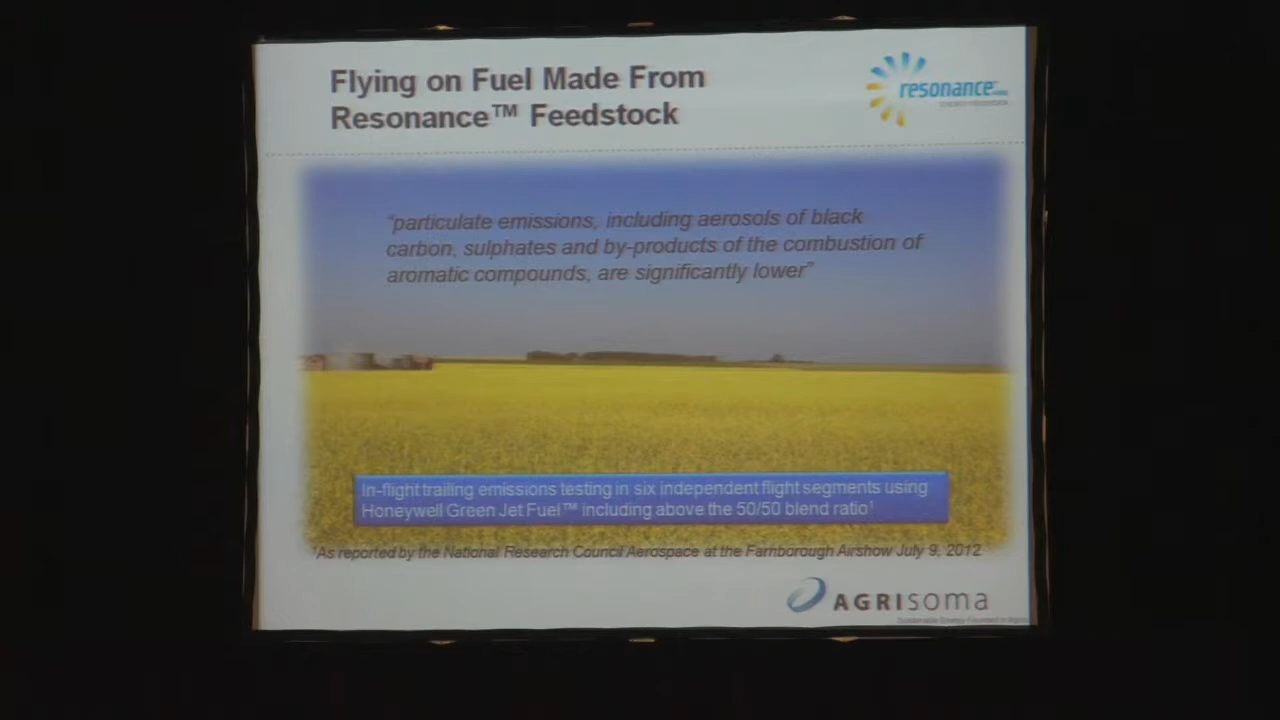 Flying on Fuel Made From
Resonance™ Feedstock
resonance™
"particulate emissions, including aerosols of black
carbon, sulphates and by-products of the combustion of
aromatic compounds, are significantly lower"
In-flight trailing emissions testing in six independent flight segments using
Honeywell Green Jet Fuel™ including above the 50/50 blend ratio¹
¹As reported by the National Research Council Aerospace at the Farnborough Airshow July 9, 2012
AGRISOMA